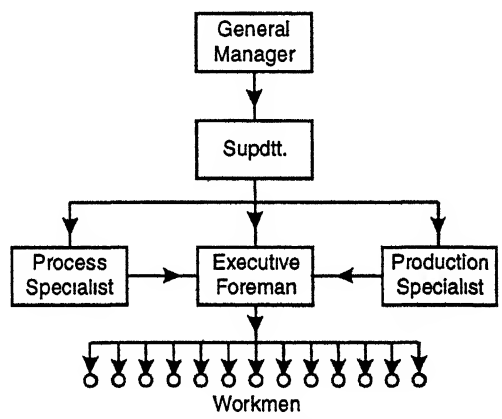 General
Manager
Supdtt.
Process
Specialist
Executive
Foreman
Production
Specialist
Workmen